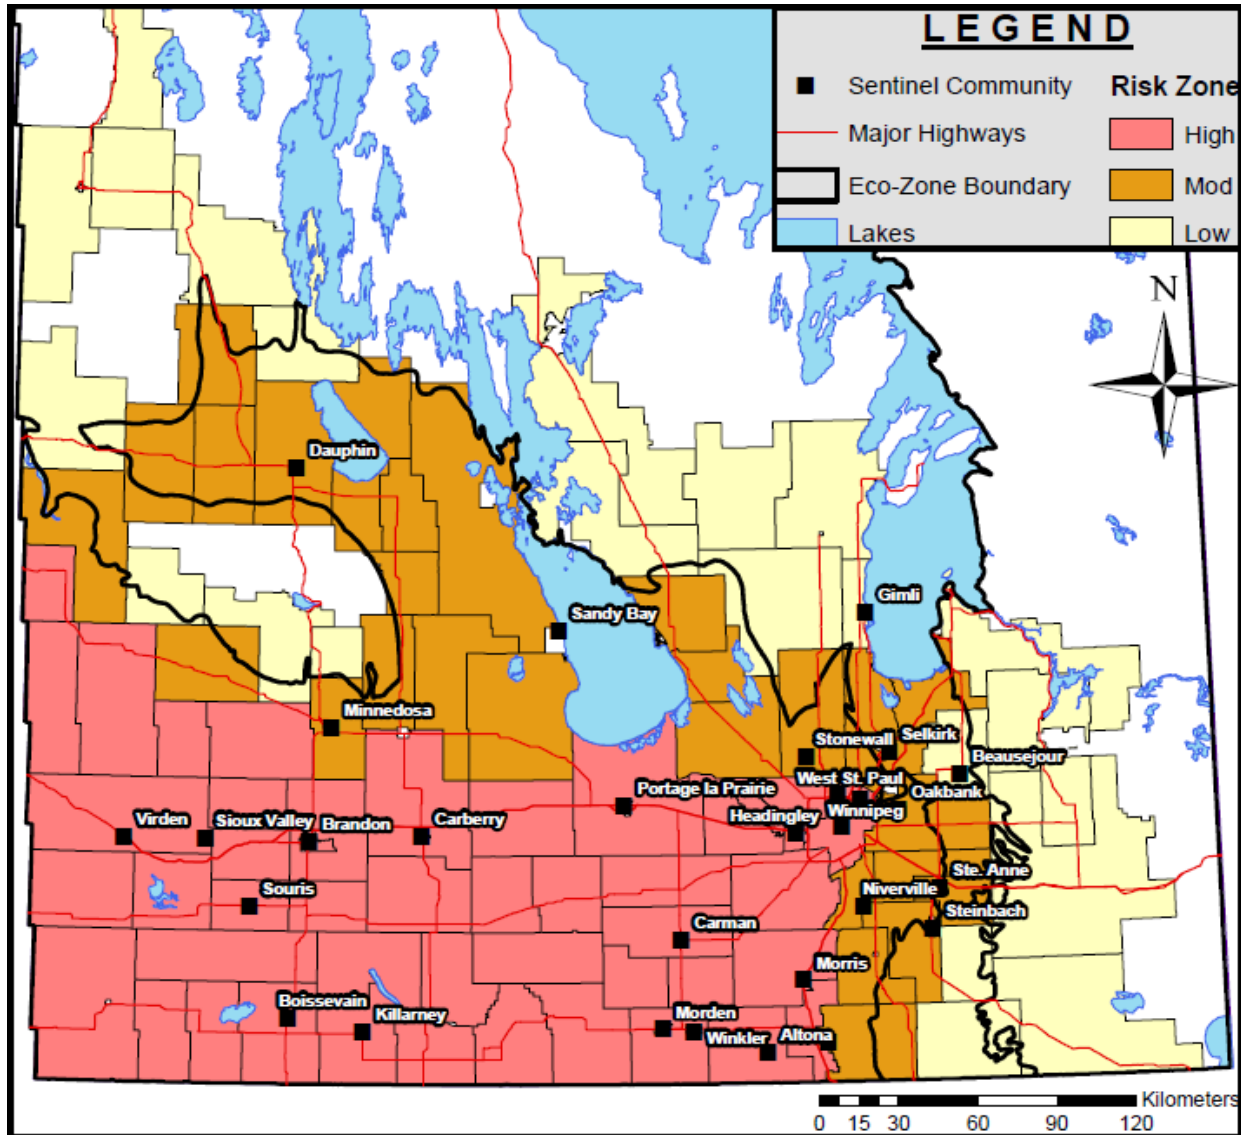 LEGEND
Sentinel Community
Risk Zone
Major Highways
High
Eco-Zone Boundary
Mod
Lakes
Low
N
Dauphin
Gimli
Sandy Bay
Minnedosa
Stonewall
Selkirk
Beausejour
West St. Paul
Oakbank
Portage la Prairie
Winnipeg
Headingley
Virden
Sioux Valley
Brandon
Carberry
Ste. Anne
Souris
Niverville
Steinbach
Carman
Morris
Boissevain
Killarney
Morden
Winkler
Altona
Kilometers
0 15 30 60 90 120